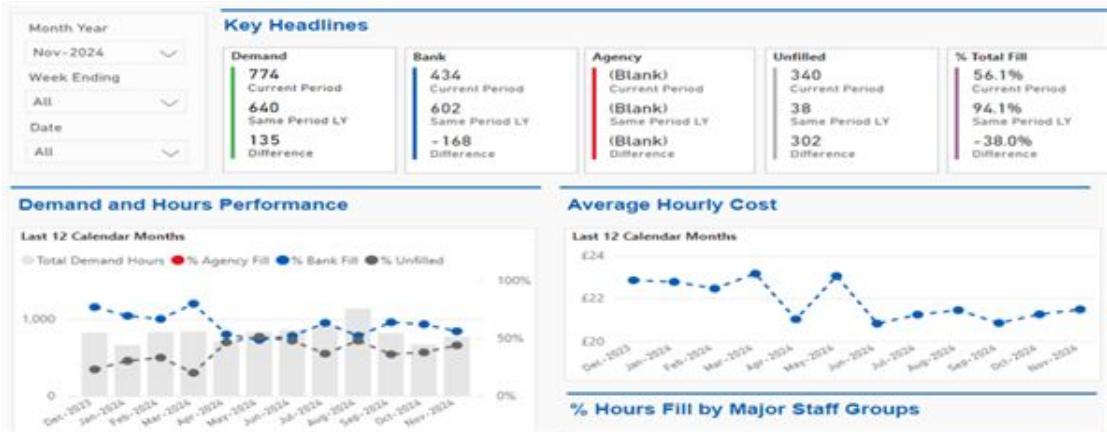 Month Year
Nov-2024
Week Ending
All
Date
All
Key Headlines
Demand
774
Current Period
640
Same Period LY
135
Difference
Bank
434
Current Period
602
Same Period LY
-168
Difference
Agency
(Blank)
Current Period
(Blank)
Same Period LY
(Blank)
Difference
Unfilled
340
Current Period
38
Same Period LY
302
Difference
% Total Fill
56.1%
Current Period
94.1%
Same Period LY
-38.0%
Difference
Demand and Hours Performance
Last 12 Calendar Months
Total Demand Hours % Agency Fill % Bank Fill % Unfilled
100%
1,000
50%
0
0%
Dec-2023 Jan-2024 Feb-2024 Mar-2024 Apr-2024 May-2024 Jun-2024 Jul-2024 Aug-2024 Sep-2024 Oct-2024 Nov-2024
Average Hourly Cost
Last 12 Calendar Months
£24
£22
£20
Dec-2023 Jan-2024 Feb-2024 Mar-2024 Apr-2024 May-2024 Jun-2024 Jul-2024 Aug-2024 Sep-2024 Oct-2024 Nov-2024
% Hours Fill by Major Staff Groups